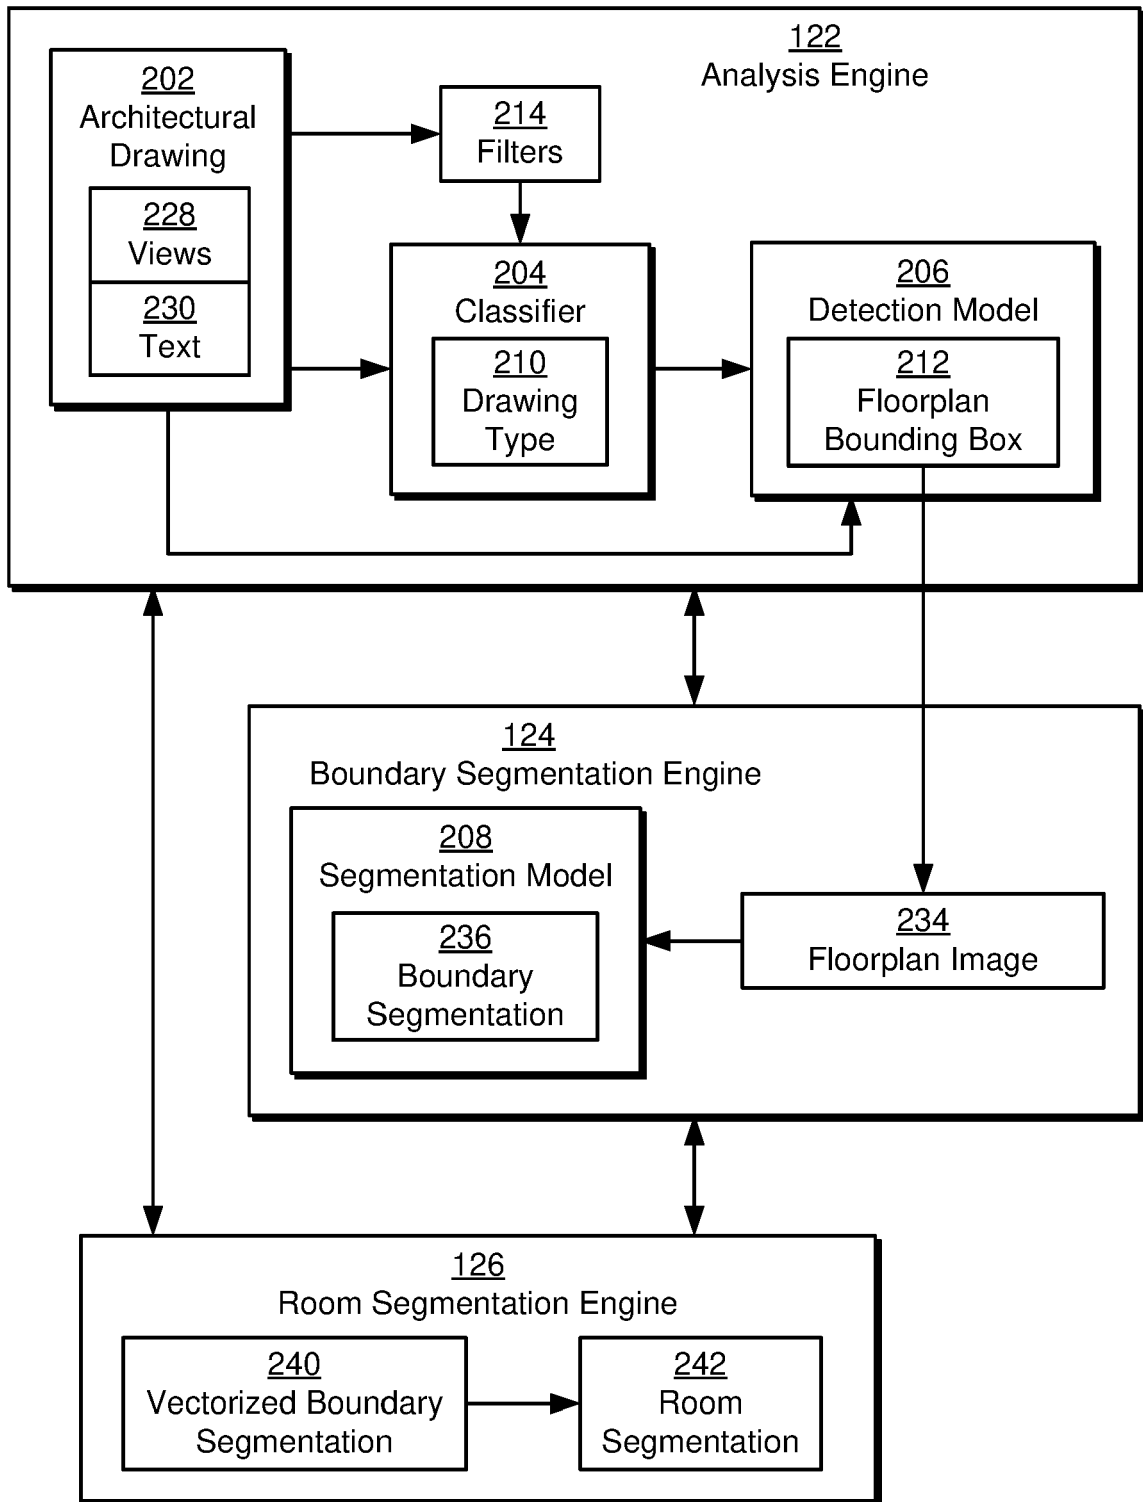 122
Analysis Engine
202
Architectural
Drawing
228
Views
230
Text
214
Filters
204
Classifier
210
Drawing
Type
206
Detection Model
212
Floorplan
Bounding Box
124
Boundary Segmentation Engine
208
Segmentation Model
236
Boundary
Segmentation
234
Floorplan Image
126
Room Segmentation Engine
240
Vectorized Boundary
Segmentation
242
Room
Segmentation